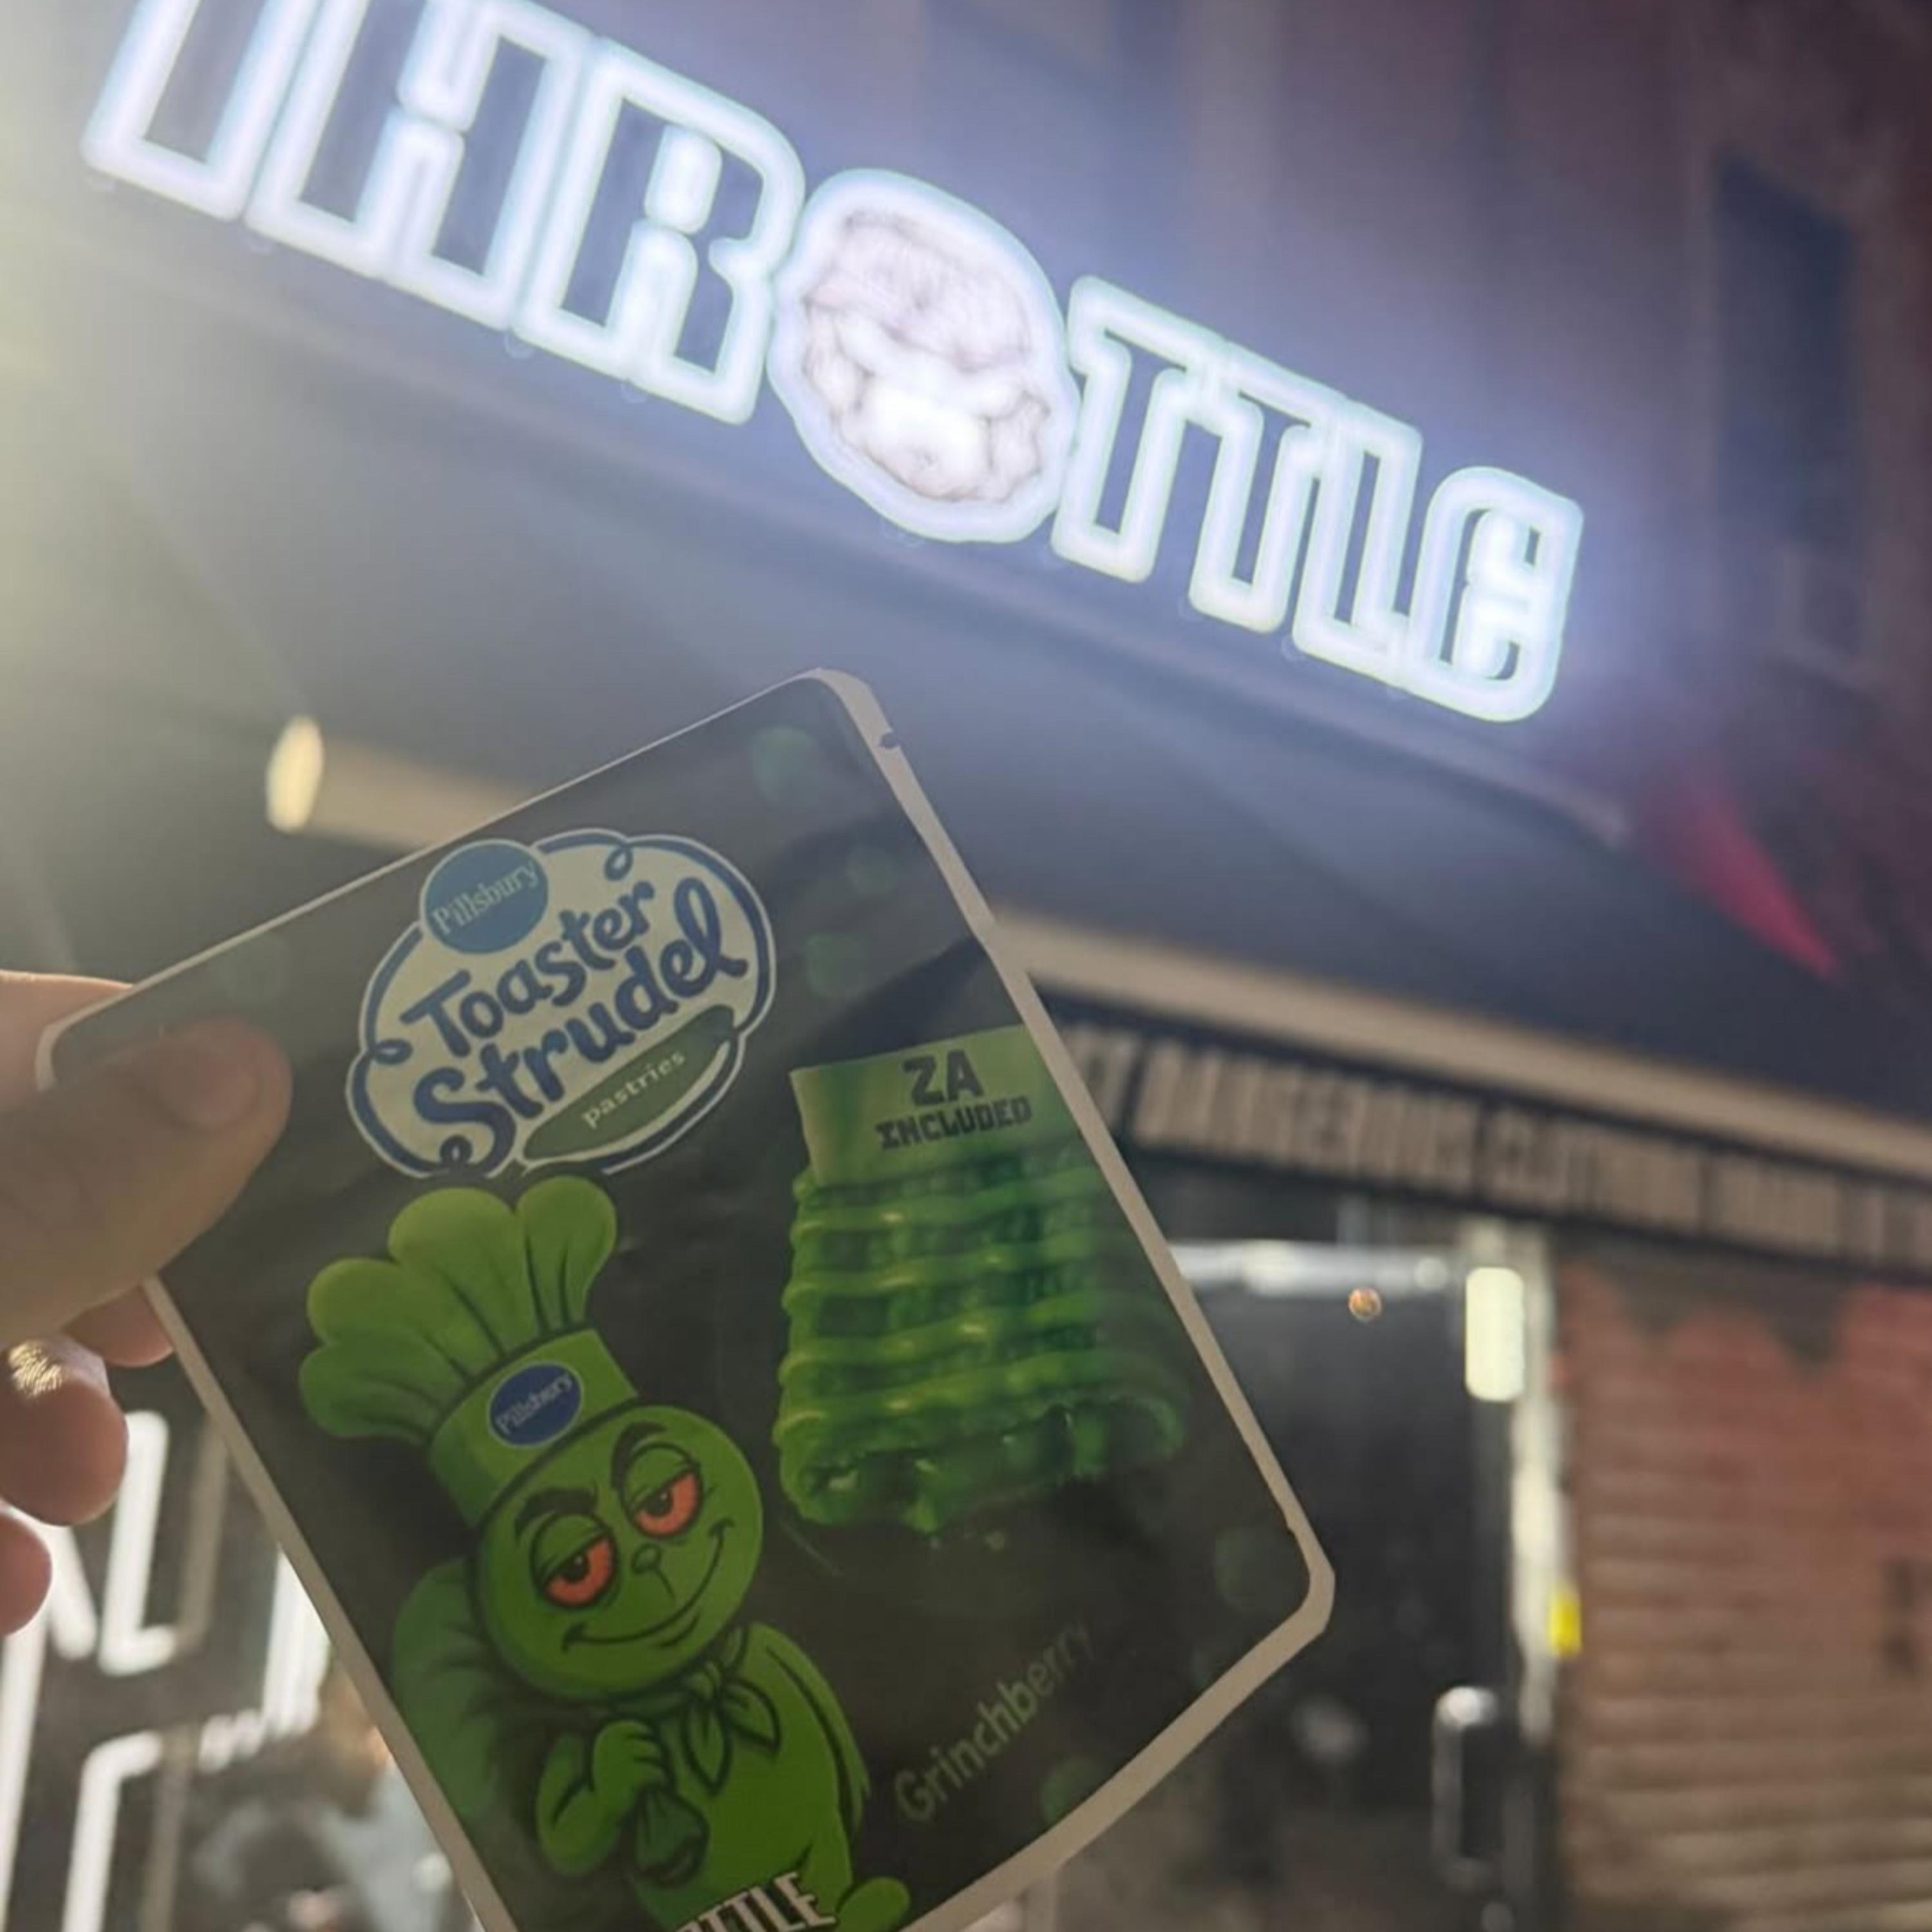 THROTTLE
Pillsbury
Toaster
Strudel
pastries
ZA
INCLUDED
DANGEROUS CLOTHING
Pillsbury
Grinchberry